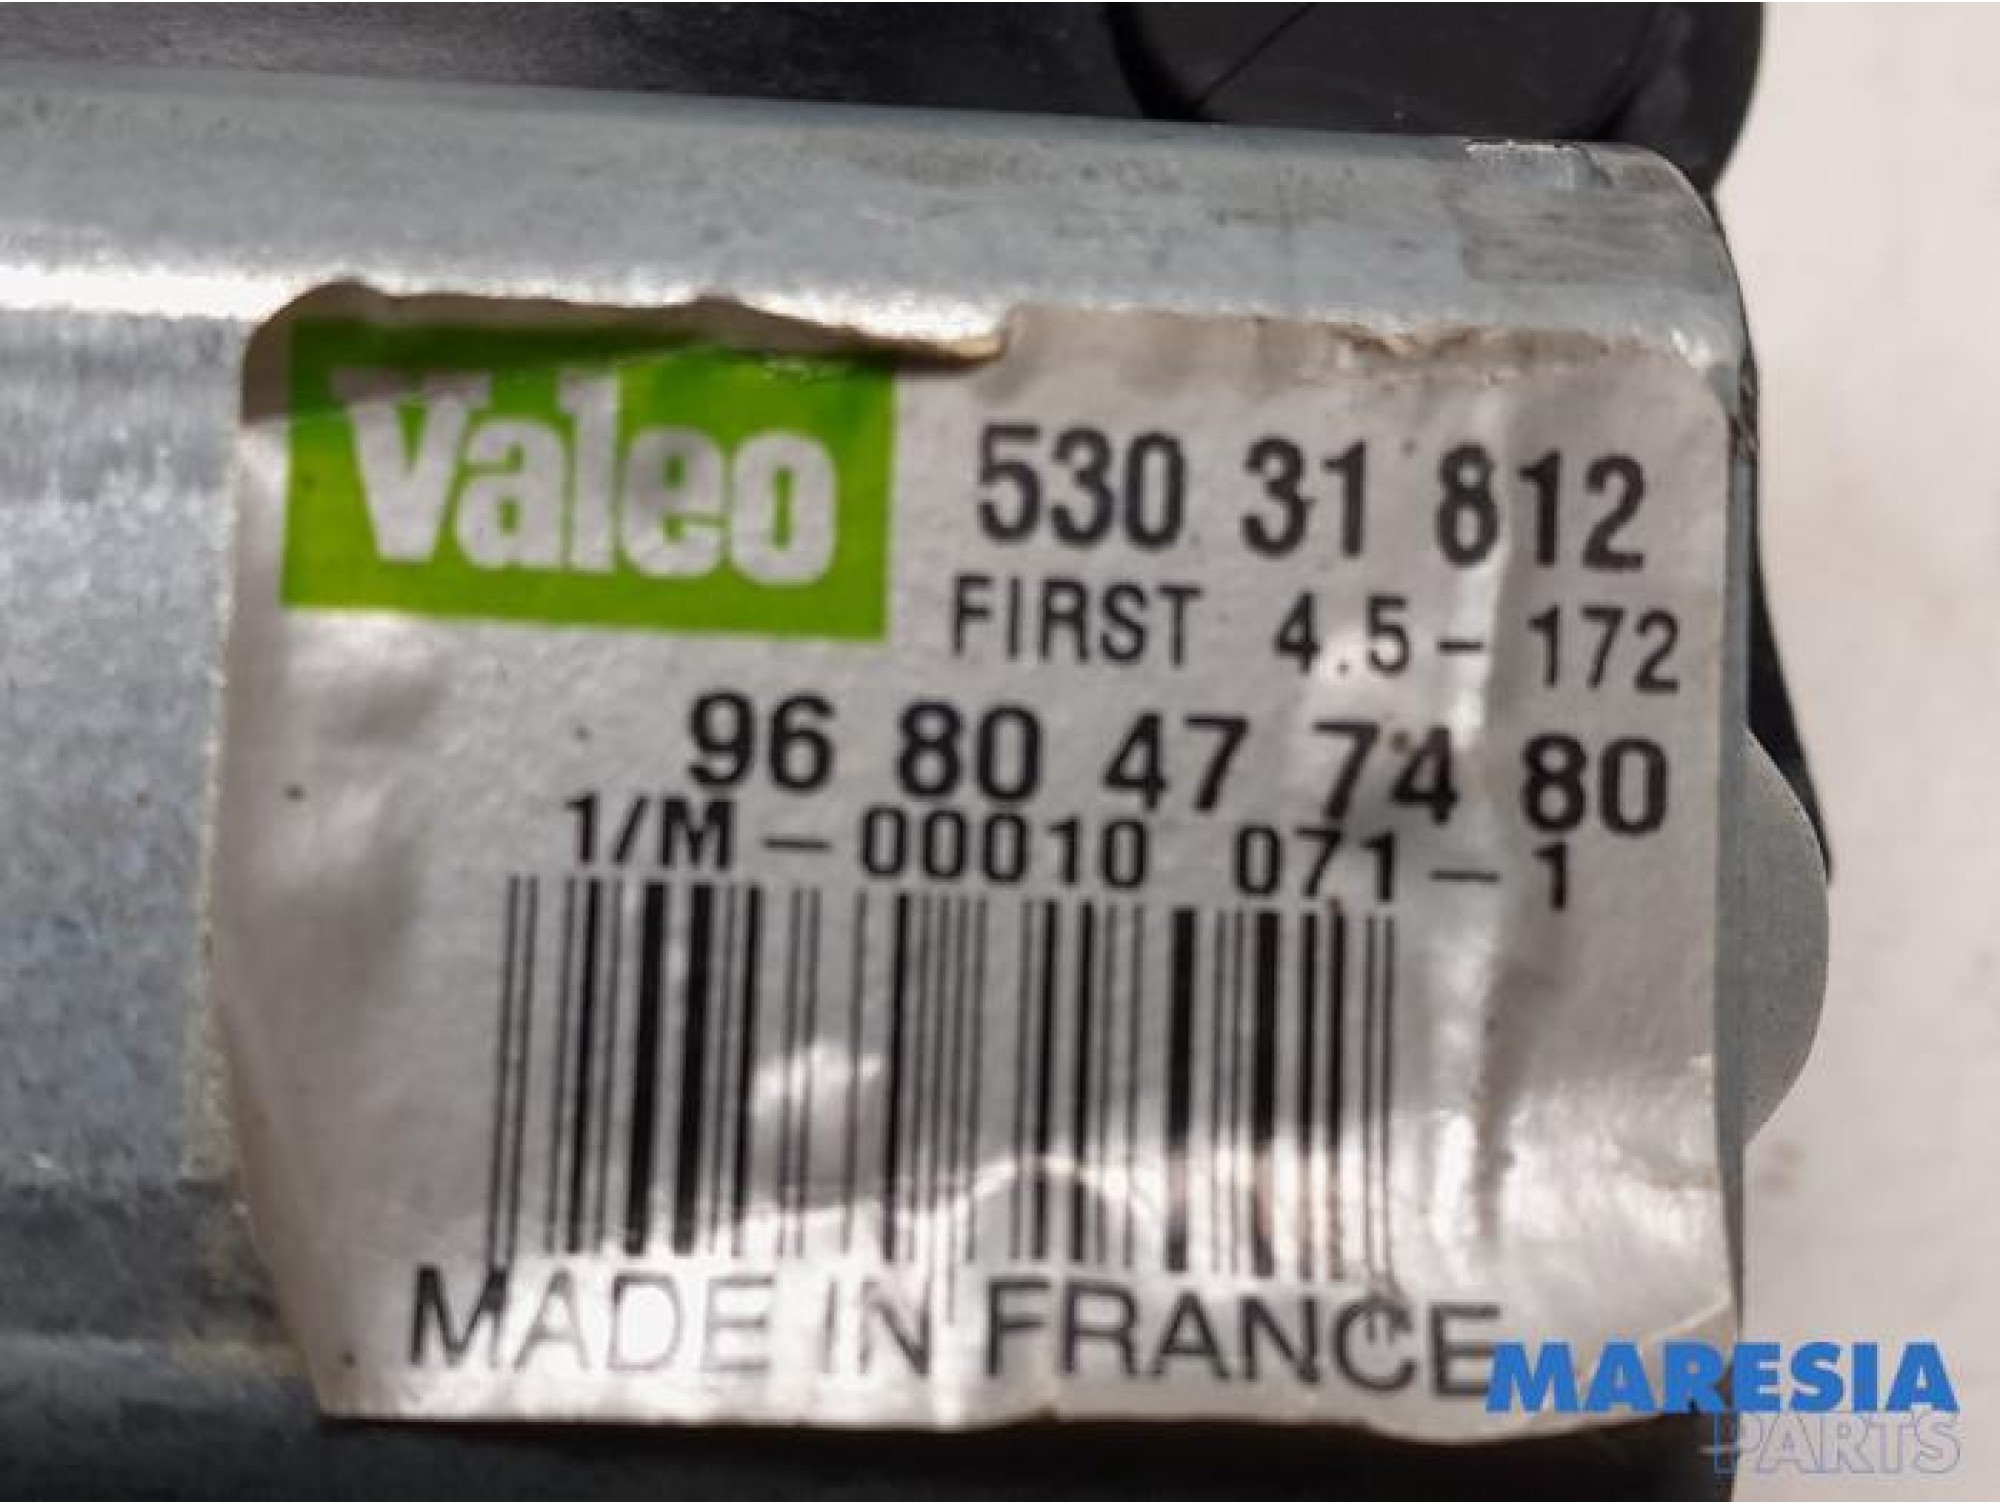 Valeo
530 31 812
FIRST 4.5-172
96 80 47 74 80
1/M-00010 071-1
MADE IN FRANCE
MARESIA
PARTS